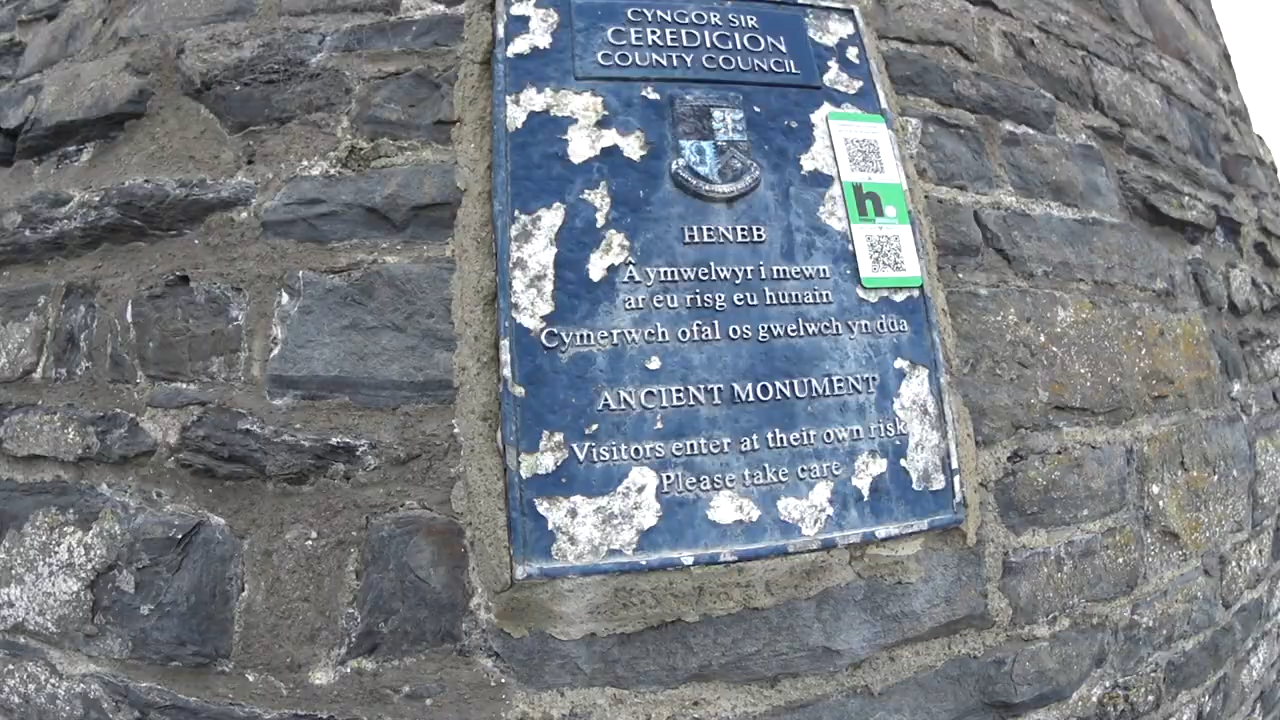 CYNGOR SIR
CEREDIGION
COUNTY COUNCIL
HENEB
Â ymwelwyr i mewn
ar eu risg eu hunain
Cymerwch ofal os gwelwch yn dda
ANCIENT MONUMENT
Visitors enter at their own risk
Please take care
h.